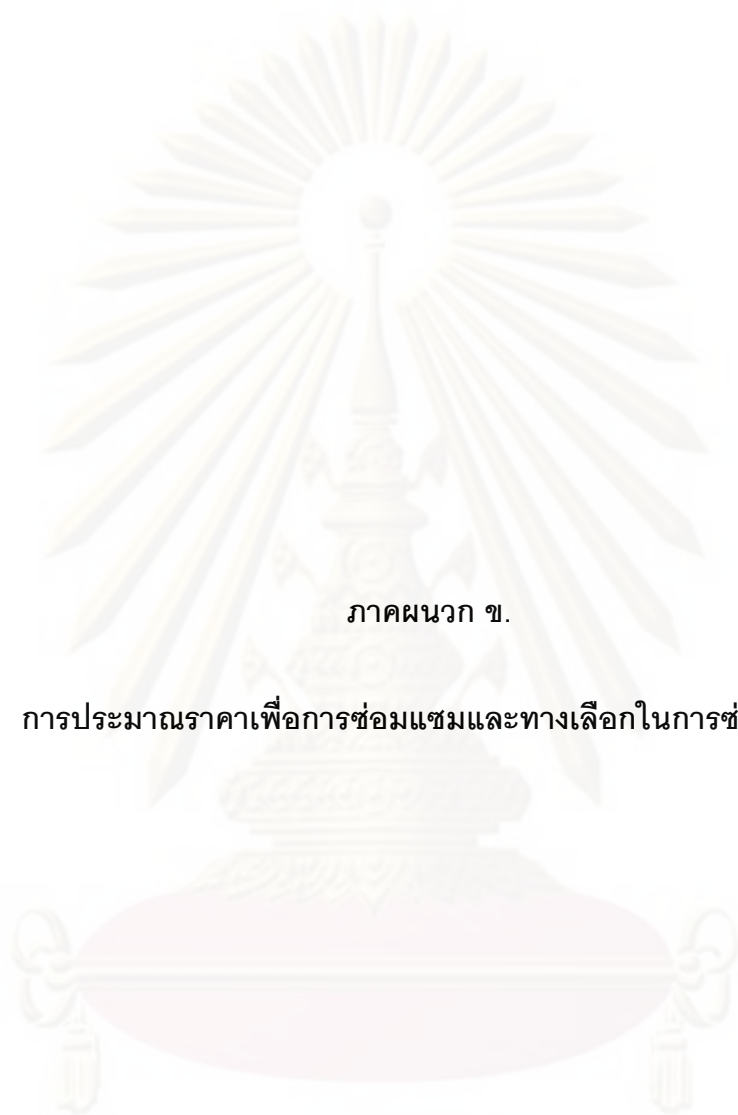 ภาคผนวก ข.
การประมาณราคาเพื่อการซ่อมแซมและทางเลือกในการซ่